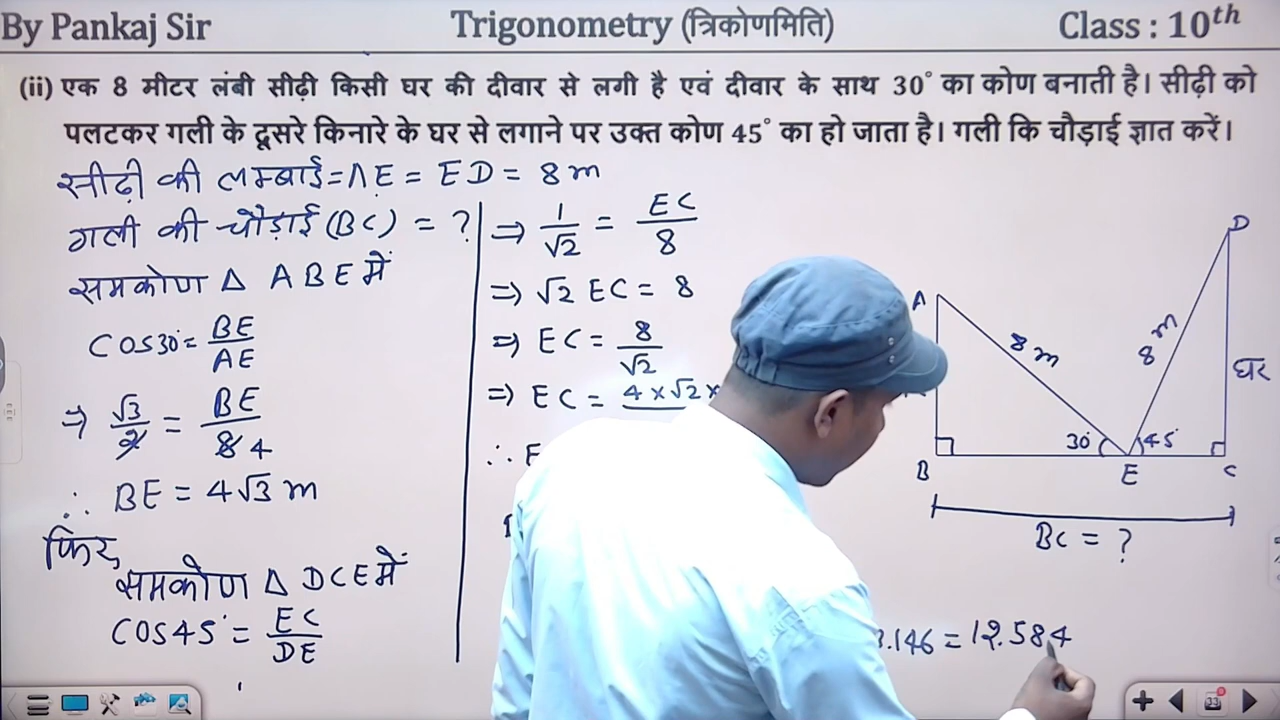 By Pankaj Sir
Trigonometry (त्रिकोणमिति)
Class : 10th
(ii) एक 8 मीटर लंबी सीढ़ी किसी घर की दीवार से लगी है एवं दीवार के साथ 30° का कोण बनाती है। सीढ़ी को
पलटकर गली के दूसरे किनारे के घर से लगाने पर उक्त कोण 45° का हो जाता है। गली कि चौड़ाई ज्ञात करें।
सीढ़ी की लम्बाई = AE = ED = 8 m
गली की चौड़ाई (BC) = ?
समकोण Δ ABE में
COS30° = BE/AE
⇒ √3/2 = BE/8 4
∴ BE = 4√3 m
फिर,
समकोण Δ DCE में
COS45° = EC/DE
⇒ 1/√2 = EC/8
⇒ √2 EC = 8
⇒ EC = 8/√2
⇒ EC = 4×√2×
∴ E
A
D
8 m
8 m
घर
30°
45°
B
E
C
BC = ?
.146 = 12.584
33